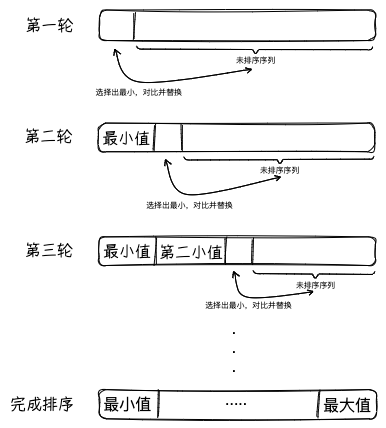 第一轮
未排序序列
选择出最小，对比并替换
第二轮
最小值
未排序序列
选择出最小，对比并替换
第三轮
最小值 第二小值
未排序序列
选择出最小，对比并替换
完成排序
最小值 ..... 最大值